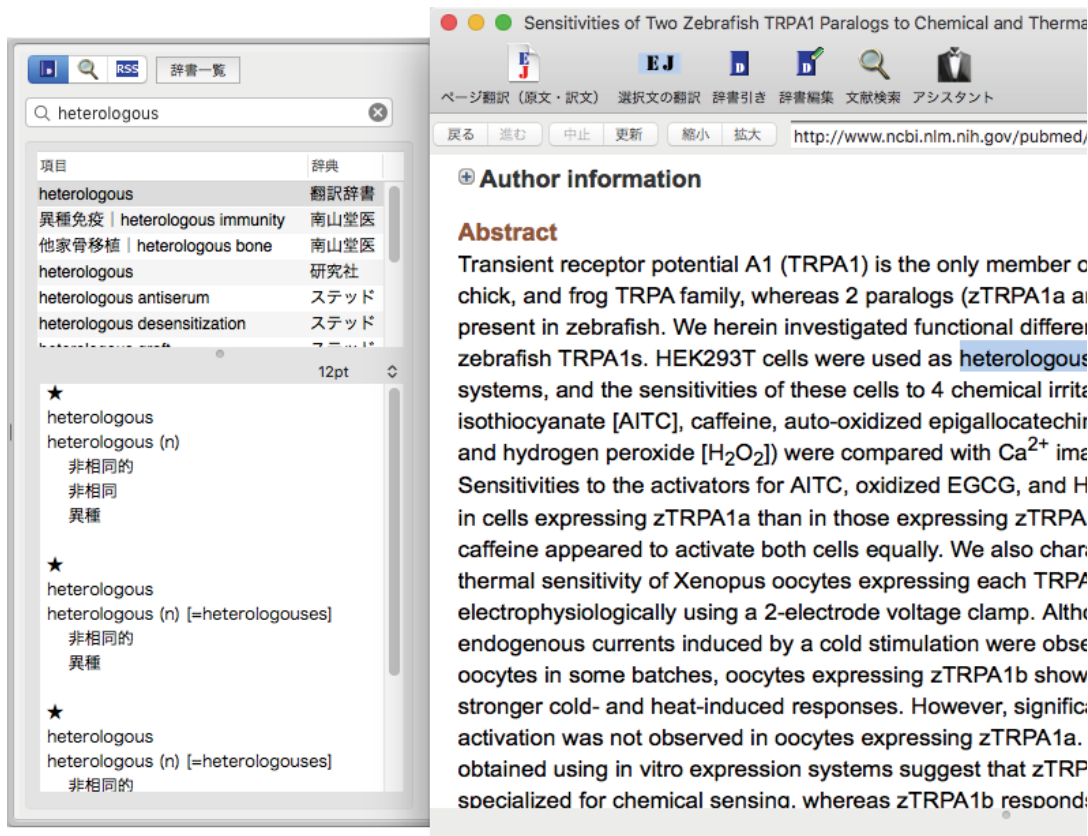 RSS
辞書一覧
heterologous
項目 辞典
heterologous 翻訳辞書
異種免疫｜heterologous immunity 南山堂医
他家骨移植｜heterologous bone 南山堂医
heterologous 研究社
heterologous antiserum ステッド
heterologous desensitization ステッド
12pt
★
heterologous
heterologous (n)
非相同的
非相同
異種
★
heterologous
heterologous (n) [=heterologouses]
非相同的
異種
★
heterologous
heterologous (n) [=heterologouses]
非相同的
Sensitivities of Two Zebrafish TRPA1 Paralogs to Chemical and Therma
E J
E J
D
D
ページ翻訳（原文・訳文） 選択文の翻訳 辞書引き 辞書編集 文献検索 アシスタント
戻る 進む 中止 更新 縮小 拡大 http://www.ncbi.nlm.nih.gov/pubmed/
Author information
Abstract
Transient receptor potential A1 (TRPA1) is the only member o
chick, and frog TRPA family, whereas 2 paralogs (zTRPA1a a
present in zebrafish. We herein investigated functional differe
zebrafish TRPA1s. HEK293T cells were used as heterologous
systems, and the sensitivities of these cells to 4 chemical irrita
isothiocyanate [AITC], caffeine, auto-oxidized epigallocatechin
and hydrogen peroxide [H₂O₂]) were compared with Ca²⁺ ima
Sensitivities to the activators for AITC, oxidized EGCG, and H
in cells expressing zTRPA1a than in those expressing zTRPA
caffeine appeared to activate both cells equally. We also chara
thermal sensitivity of Xenopus oocytes expressing each TRPA
electrophysiologically using a 2-electrode voltage clamp. Altho
endogenous currents induced by a cold stimulation were obse
oocytes in some batches, oocytes expressing zTRPA1b show
stronger cold- and heat-induced responses. However, significa
activation was not observed in oocytes expressing zTRPA1a.
obtained using in vitro expression systems suggest that zTRP
specialized for chemical sensing, whereas zTRPA1b responds